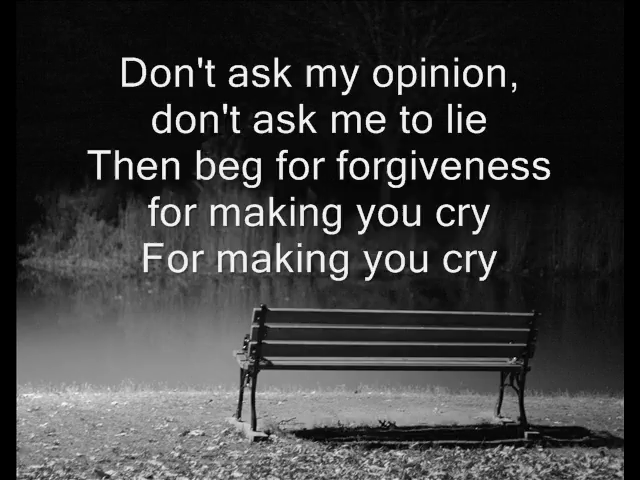 Don't ask my opinion,
don't ask me to lie
Then beg for forgiveness
for making you cry
For making you cry